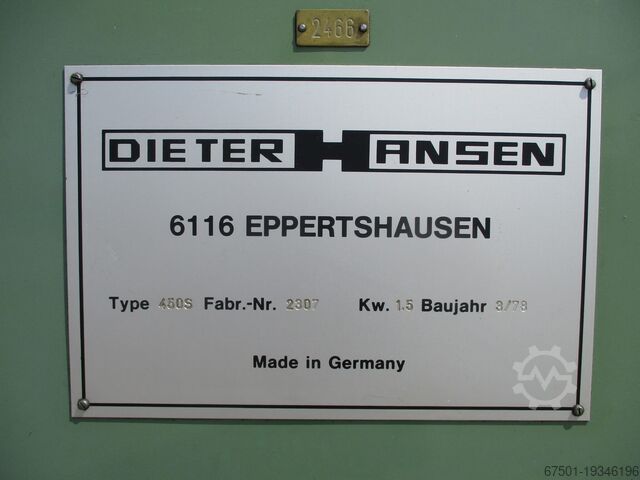 2466
DIETER HANSEN
6116 EPPERTSHAUSEN
Type 450S Fabr.-Nr. 2307 Kw. 1.5 Baujahr 3/79
Made in Germany
67501-19346196